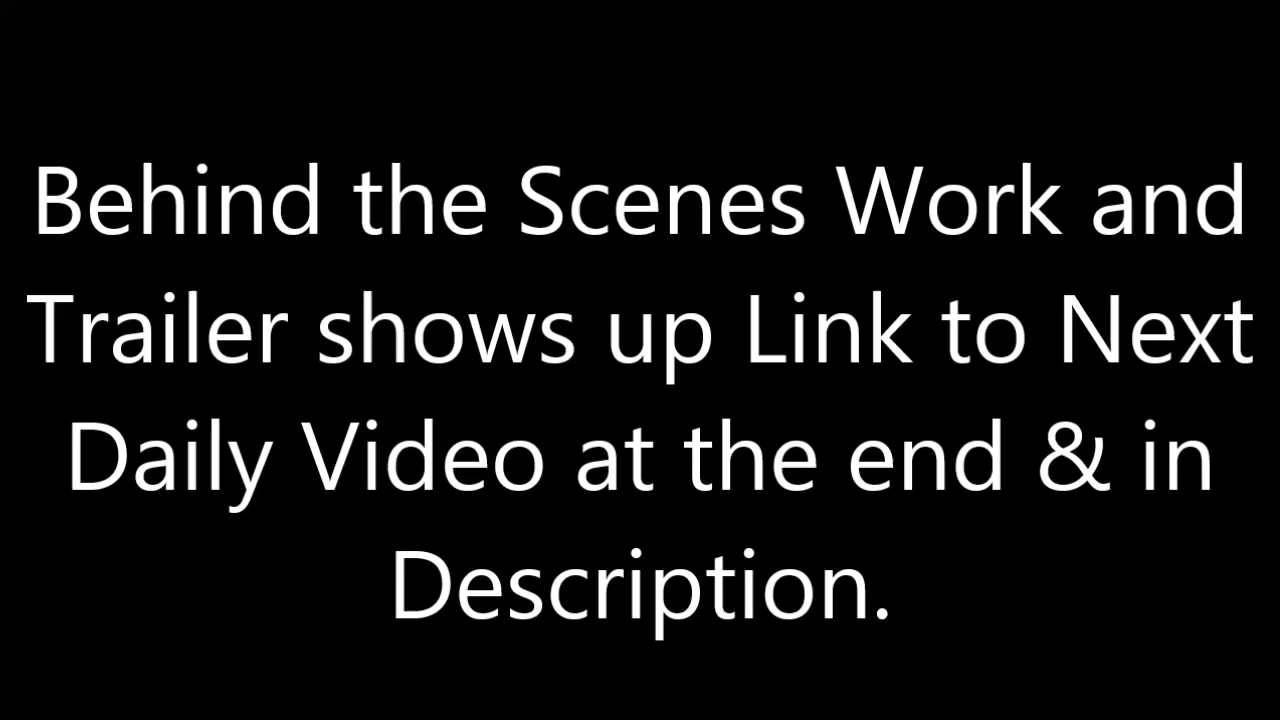 Behind the Scenes Work and
Trailer shows up Link to Next
Daily Video at the end & in
Description.